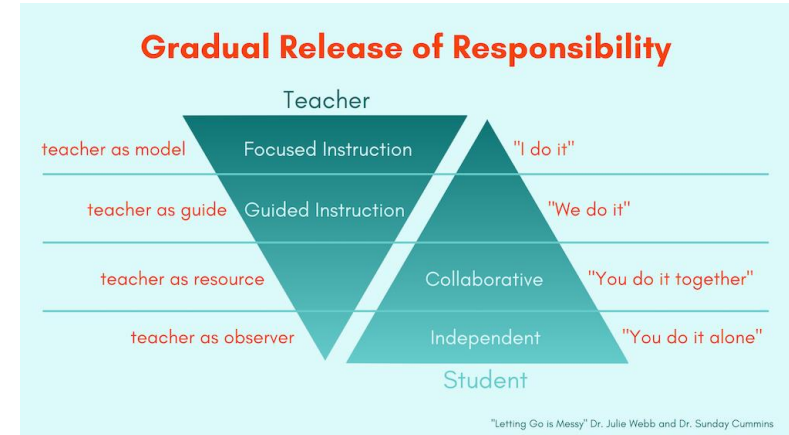 Gradual Release of Responsibility
Teacher
teacher as model Focused Instruction "I do it"
teacher as guide Guided Instruction "We do it"
teacher as resource Collaborative "You do it together"
teacher as observer Independent "You do it alone"
Student
"Letting Go is Messy" Dr. Julie Webb and Dr. Sunday Cummins